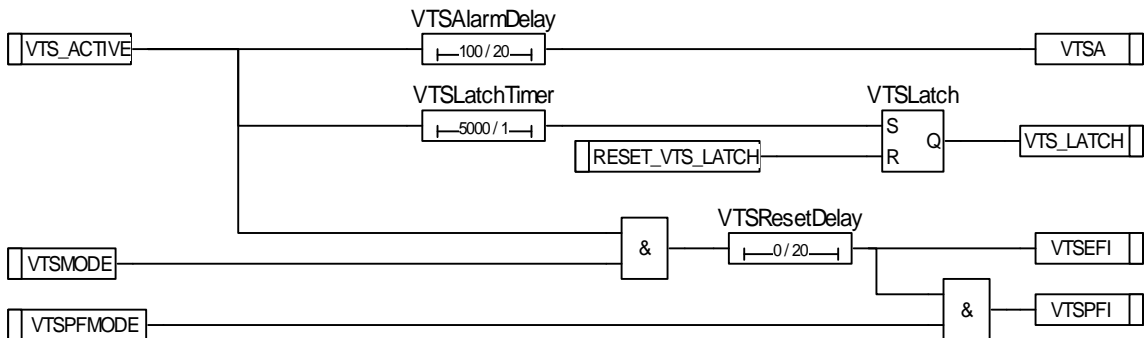 VTSAlarmDelay
VTS_ACTIVE
100 / 20
VTSA
VTSLatchTimer
VTSLatch
5000 / 1
S
Q
VTS_LATCH
RESET_VTS_LATCH
R
VTSResetDelay
&
0 / 20
VTSEFI
VTSMODE
&
VTSPFI
VTSPFMODE